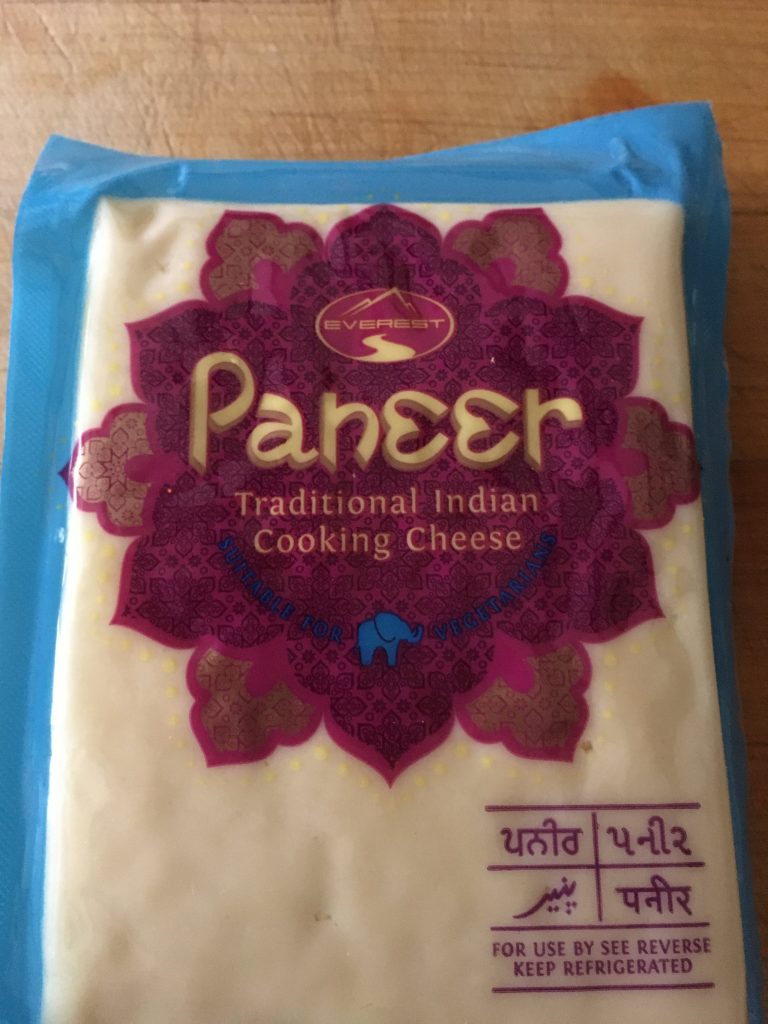 EVEREST
Paneer
Traditional Indian
Cooking Cheese
SUITABLE FOR VEGETARIANS
ਪਨੀਰ પનીર
پنیر पनीर
FOR USE BY SEE REVERSE
KEEP REFRIGERATED